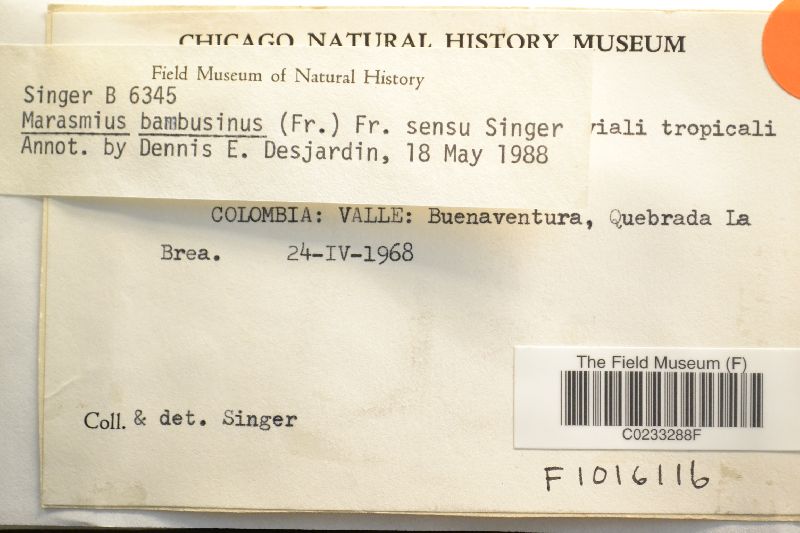 CHICAGO NATURAL HISTORY MUSEUM
Field Museum of Natural History
Singer B 6345
Marasmius bambusinus (Fr.) Fr. sensu Singer
viali tropicali
Annot. by Dennis E. Desjardin, 18 May 1988
COLOMBIA: VALLE: Buenaventura, Quebrada La
Brea. 24-IV-1968
The Field Museum (F)
C0233288F
Coll. & det. Singer
F1016116